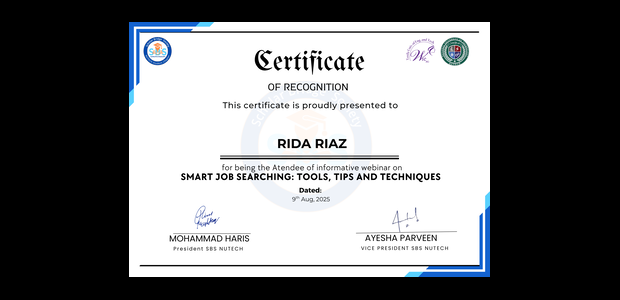 SBS
Certificate
OF RECOGNITION
This certificate is proudly presented to
RIDA RIAZ
for being the Atendee of informative webinar on
SMART JOB SEARCHING: TOOLS, TIPS AND TECHNIQUES
Dated:
9th Aug, 2025
MOHAMMAD HARIS
President SBS NUTECH
AYESHA PARVEEN
VICE PRESIDENT SBS NUTECH